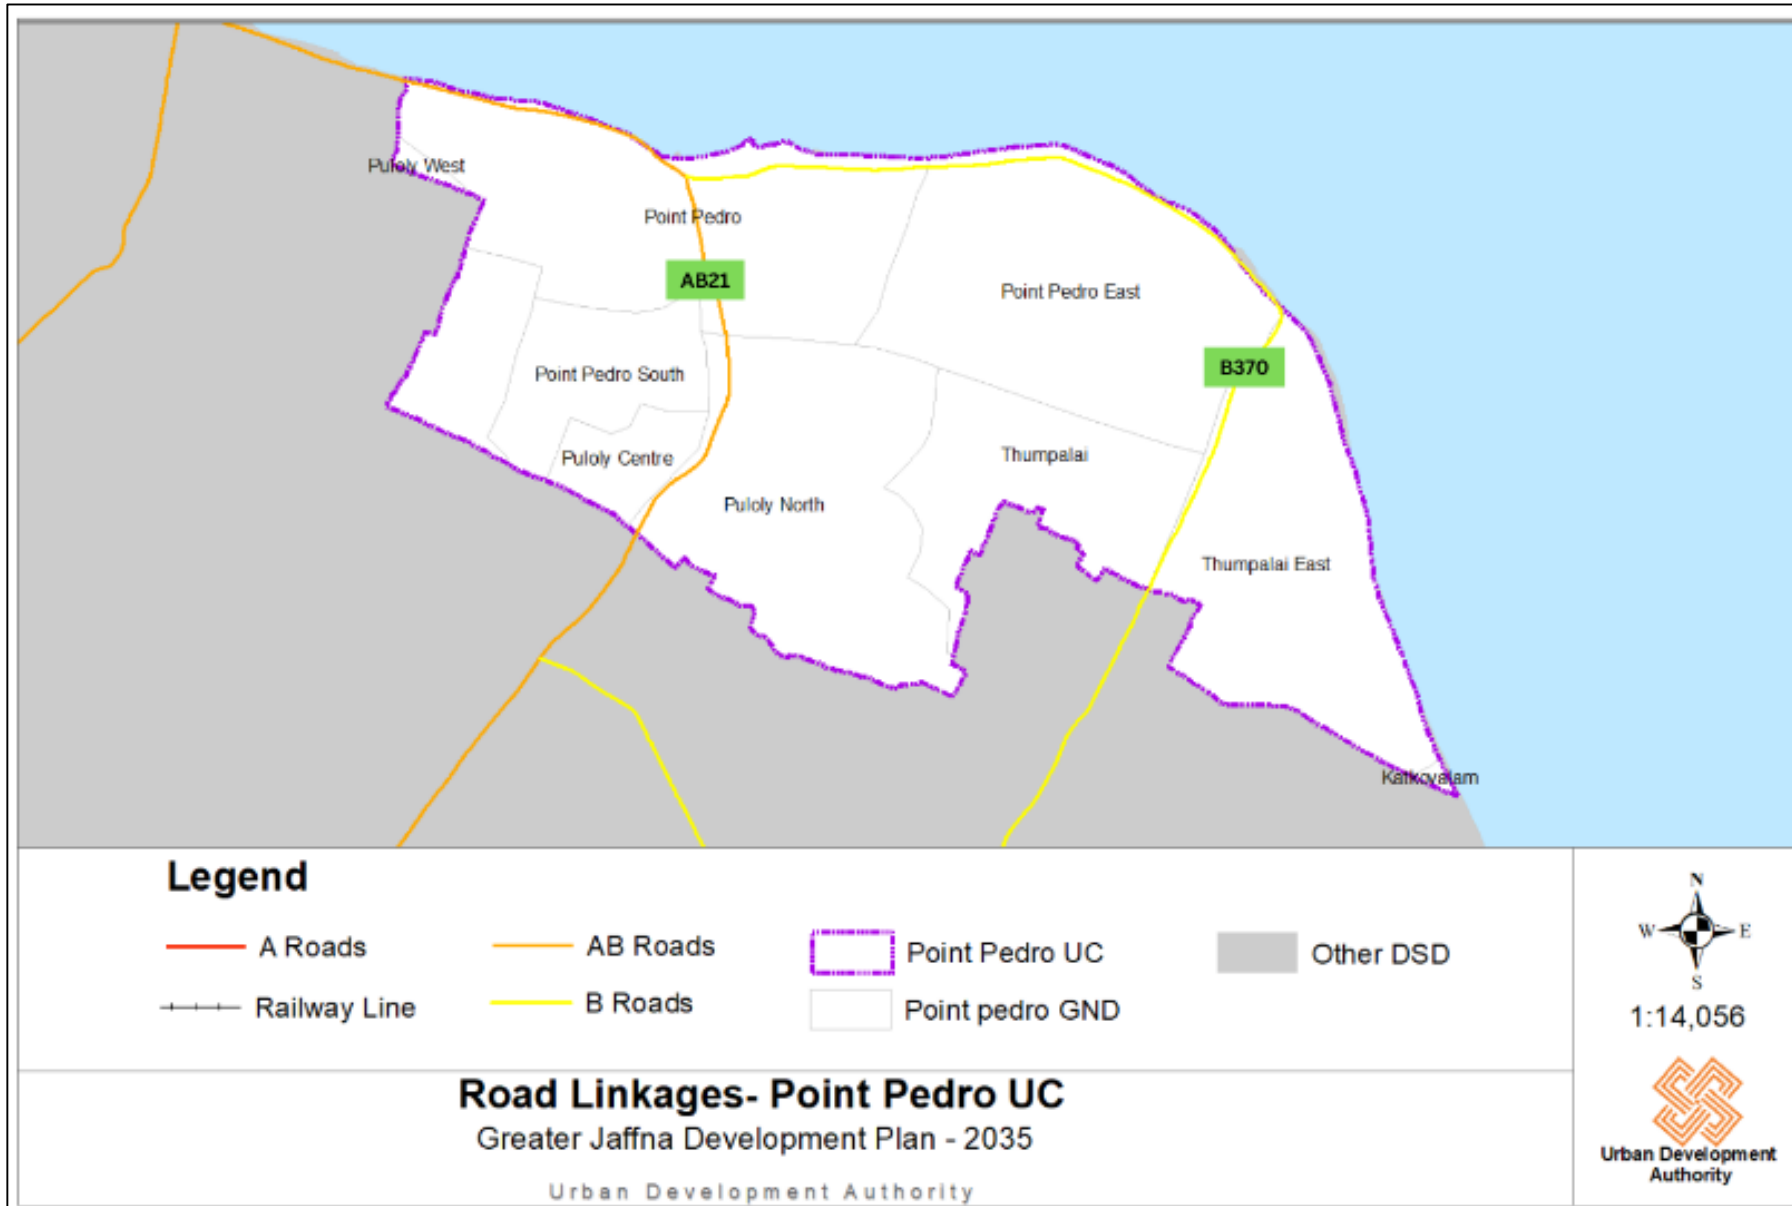 Puloly West
Point Pedro
AB21
Point Pedro East
B370
Point Pedro South
Puloly Centre
Thumpalai
Puloly North
Thumpalai East
Katkovalam
Legend
A Roads
AB Roads
Point Pedro UC
Other DSD
Railway Line
B Roads
Point pedro GND
N
W E
S
1:14,056
Road Linkages- Point Pedro UC
Greater Jaffna Development Plan - 2035
Urban Development Authority
Urban Development
Authority